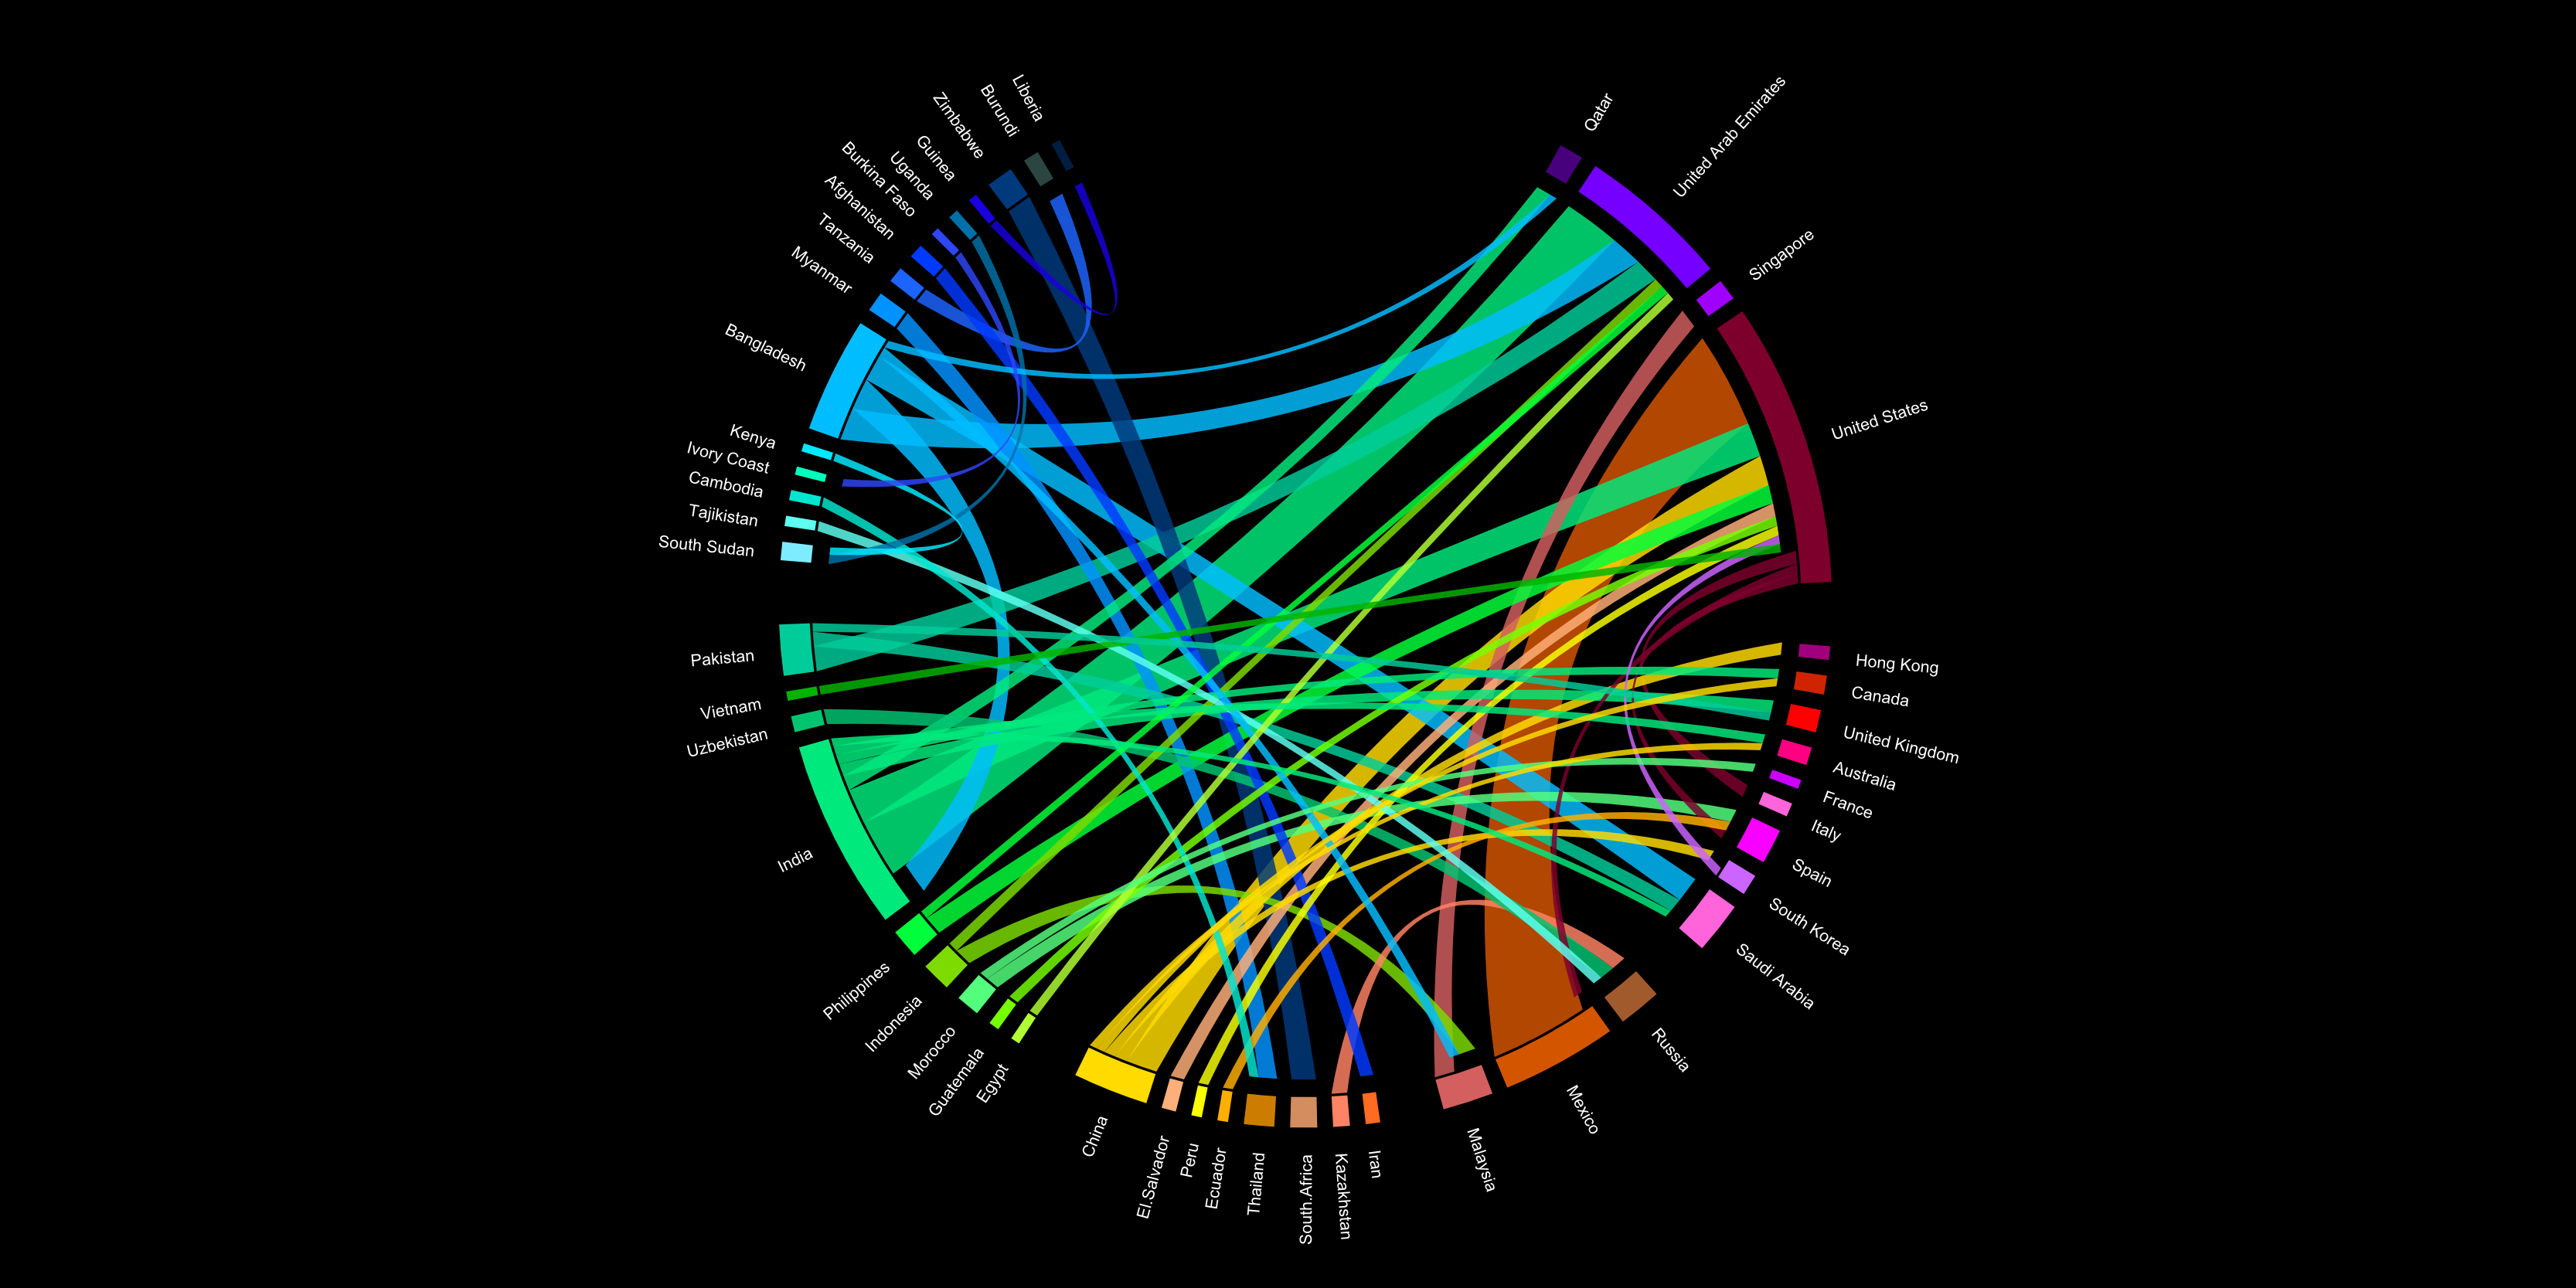 Qatar
United Arab Emirates
Singapore
United States
Hong Kong
Canada
United Kingdom
Australia
France
Italy
Spain
South Korea
Saudi Arabia
Russia
Mexico
Malaysia
Iran
Kazakhstan
South.Africa
Thailand
Ecuador
Peru
El.Salvador
China
Egypt
Guatemala
Morocco
Indonesia
Philippines
India
Uzbekistan
Vietnam
Pakistan
South Sudan
Tajikistan
Cambodia
Ivory Coast
Kenya
Bangladesh
Myanmar
Tanzania
Afghanistan
Burkina Faso
Uganda
Guinea
Zimbabwe
Burundi
Liberia